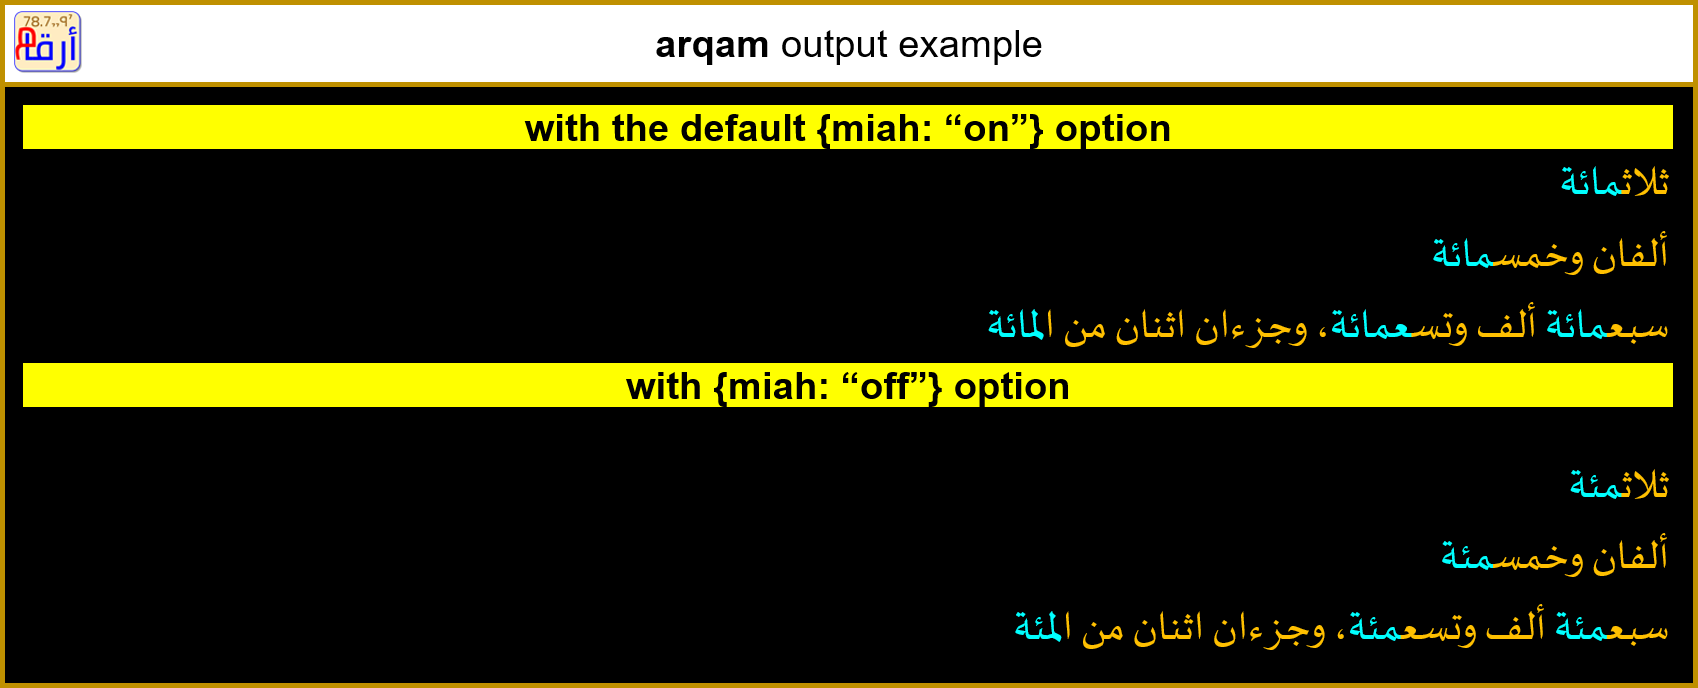 78.7,,٩٢
أرقام
arqam output example
with the default {miah: “on”} option
ثلاثمائة
ألفان وخمسمائة
سبعمائة ألف وتسعمائة، وجزءان اثنان من المائة
with {miah: “off”} option
ثلاثمئة
ألفان وخمسمئة
سبعمئة ألف وتسعمئة، وجزءان اثنان من المئة